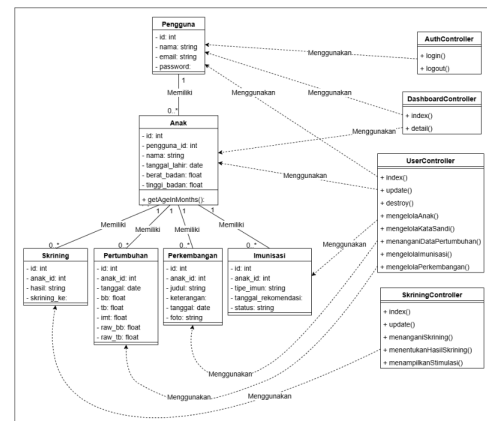 Pengguna
- id: int
- nama: string
- email: string
- password:
1
Memiliki
0..*
Anak
- id: int
- pengguna_id: int
- nama: string
- tanggal_lahir: date
- berat_badan: float
- tinggi_badan: float
+ getAgeInMonths():
1
1
1
1
Memiliki
Memiliki
Memiliki
Memiliki
0..*
0..*
0..*
0..*
Skrining
- id: int
- anak_id: int
- hasil: string
- skrining_ke:
Pertumbuhan
- id: int
- anak_id: int
- tanggal: date
- bb: float
- tb: float
- imt: float
- raw_bb: float
- raw_tb: float
Perkembangan
- id: int
- anak_id: int
- judul: string
- keterangan:
- tanggal: date
- foto: string
Imunisasi
- id: int
- anak_id: int
- tipe_imun: string
- tanggal_rekomendasi:
- status: string
AuthController
+ login()
+ logout()
DashboardController
+ index()
+ detail()
UserController
+ index()
+ update()
+ destroy()
+ mengelolaAnak()
+ mengelolaKataSandi()
+ menanganiDataPertumbuhan()
+ mengelolaImunisasi()
+ mengelolaPerkembangan()
SkriningController
+ index()
+ update()
+ menanganiSkrining()
+ menentukanHasilSkrining()
+ menampilkanStimulasi()
Menggunakan
Menggunakan
Menggunakan
Menggunakan
Menggunakan
Menggunakan
Menggunakan
Menggunakan
Menggunakan